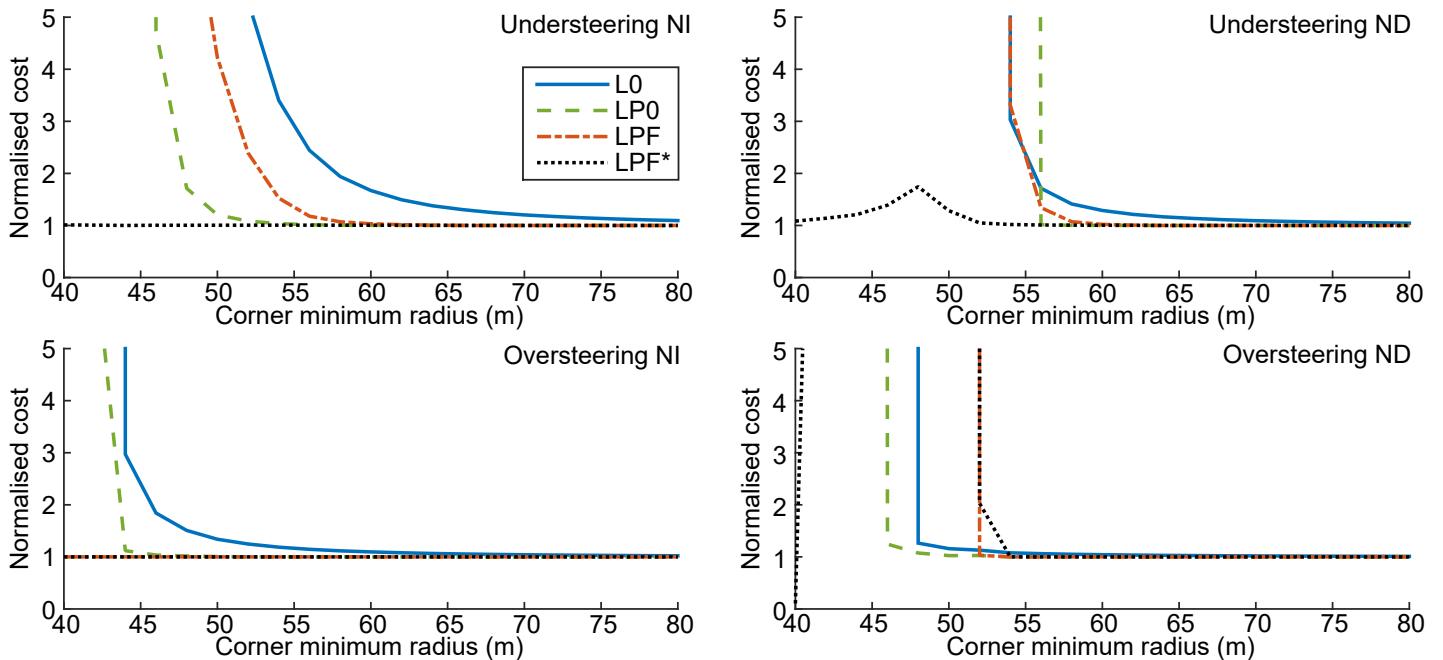 Understeering NI
Normalised cost
5
4
3
2
1
0
40 45 50 55 60 65 70 75 80
Corner minimum radius (m)
L0
LP0
LPF
LPF*
Understeering ND
Normalised cost
5
4
3
2
1
0
40 45 50 55 60 65 70 75 80
Corner minimum radius (m)
Oversteering NI
Normalised cost
5
4
3
2
1
0
40 45 50 55 60 65 70 75 80
Corner minimum radius (m)
Oversteering ND
Normalised cost
5
4
3
2
1
0
40 45 50 55 60 65 70 75 80
Corner minimum radius (m)